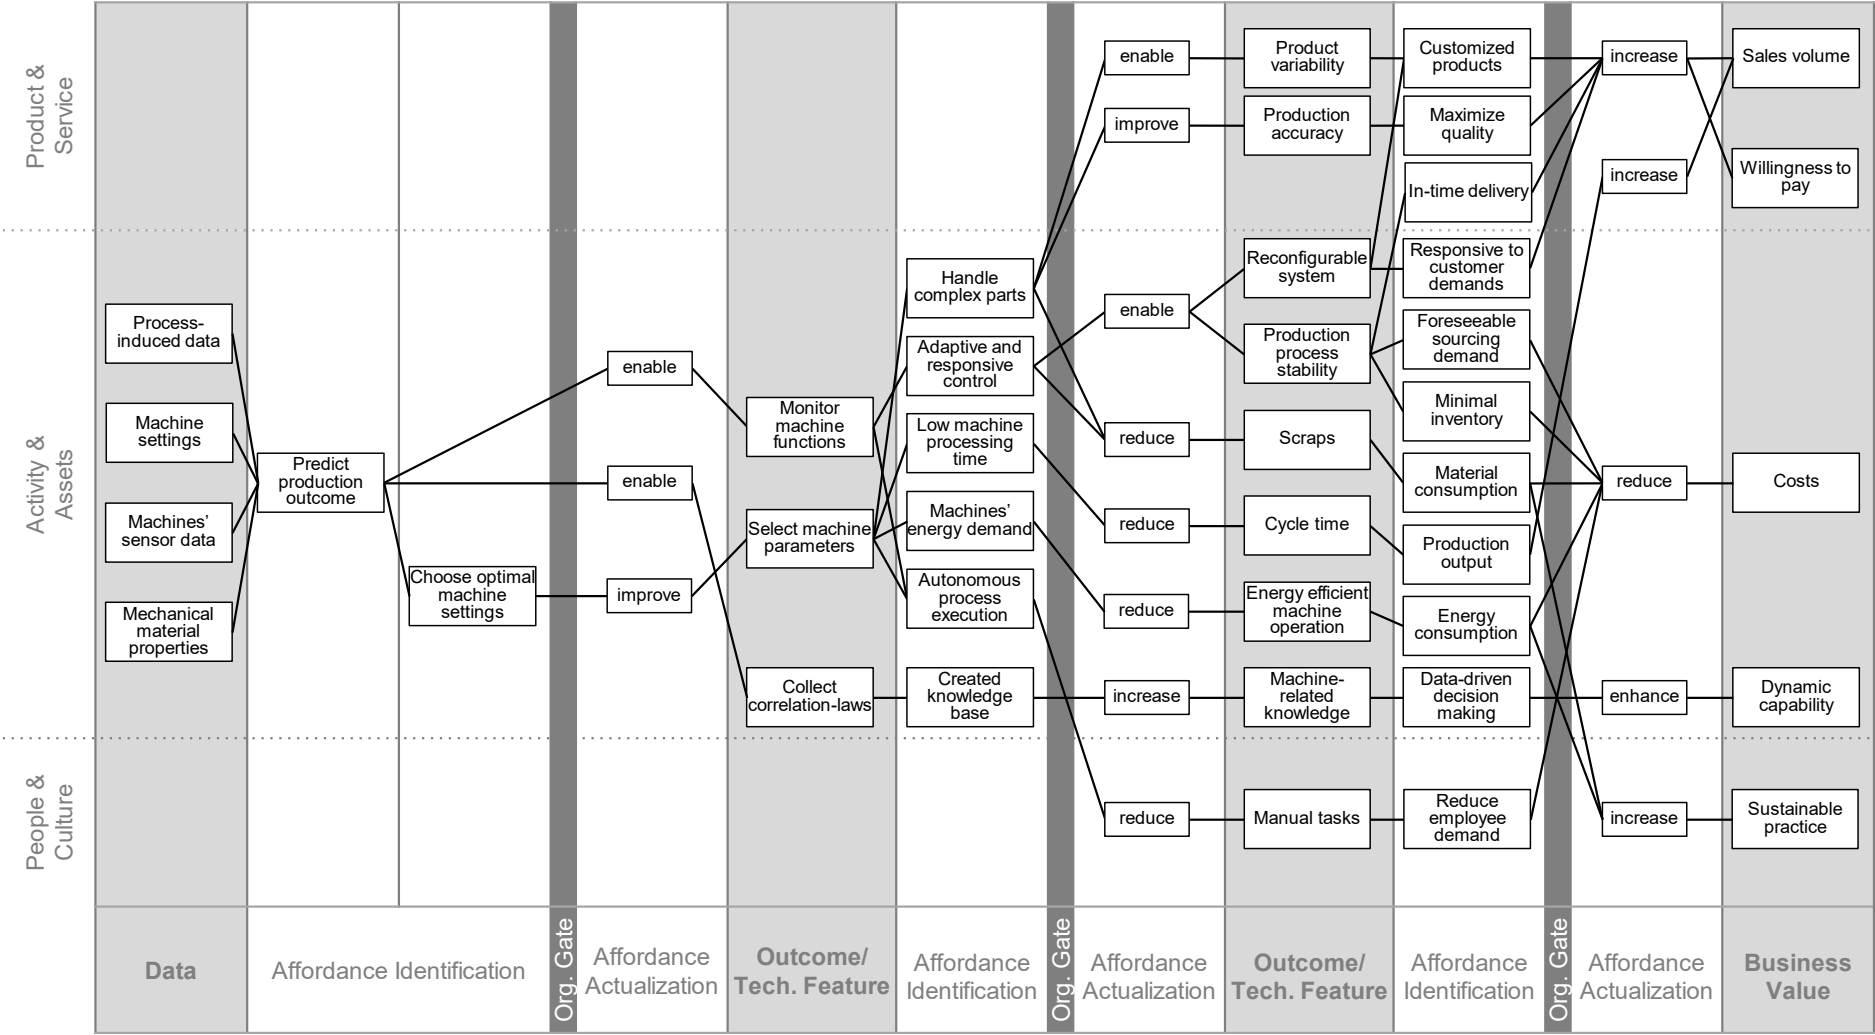 Product &
Service
Activity &
Assets
People &
Culture
Process-
induced data
Machine
settings
Machines’
sensor data
Mechanical
material
properties
Predict
production
outcome
Choose optimal
machine
settings
enable
enable
improve
Monitor
machine
functions
Select machine
parameters
Collect
correlation-laws
Handle
complex parts
Adaptive and
responsive
control
Low machine
processing
time
Machines’
energy demand
Autonomous
process
execution
Created
knowledge
base
enable
improve
enable
reduce
reduce
reduce
increase
reduce
Product
variability
Production
accuracy
Reconfigurable
system
Production
process
stability
Scraps
Cycle time
Energy efficient
machine
operation
Machine-
related
knowledge
Manual tasks
Customized
products
Maximize
quality
In-time delivery
Responsive to
customer
demands
Foreseeable
sourcing
demand
Minimal
inventory
Material
consumption
Production
output
Energy
consumption
Data-driven
decision
making
Reduce
employee
demand
increase
increase
reduce
enhance
increase
Sales volume
Willingness to
pay
Costs
Dynamic
capability
Sustainable
practice
Data
Affordance Identification
Org. Gate
Affordance
Actualization
Outcome/
Tech. Feature
Affordance
Identification
Org. Gate
Affordance
Actualization
Outcome/
Tech. Feature
Affordance
Identification
Org. Gate
Affordance
Actualization
Business
Value